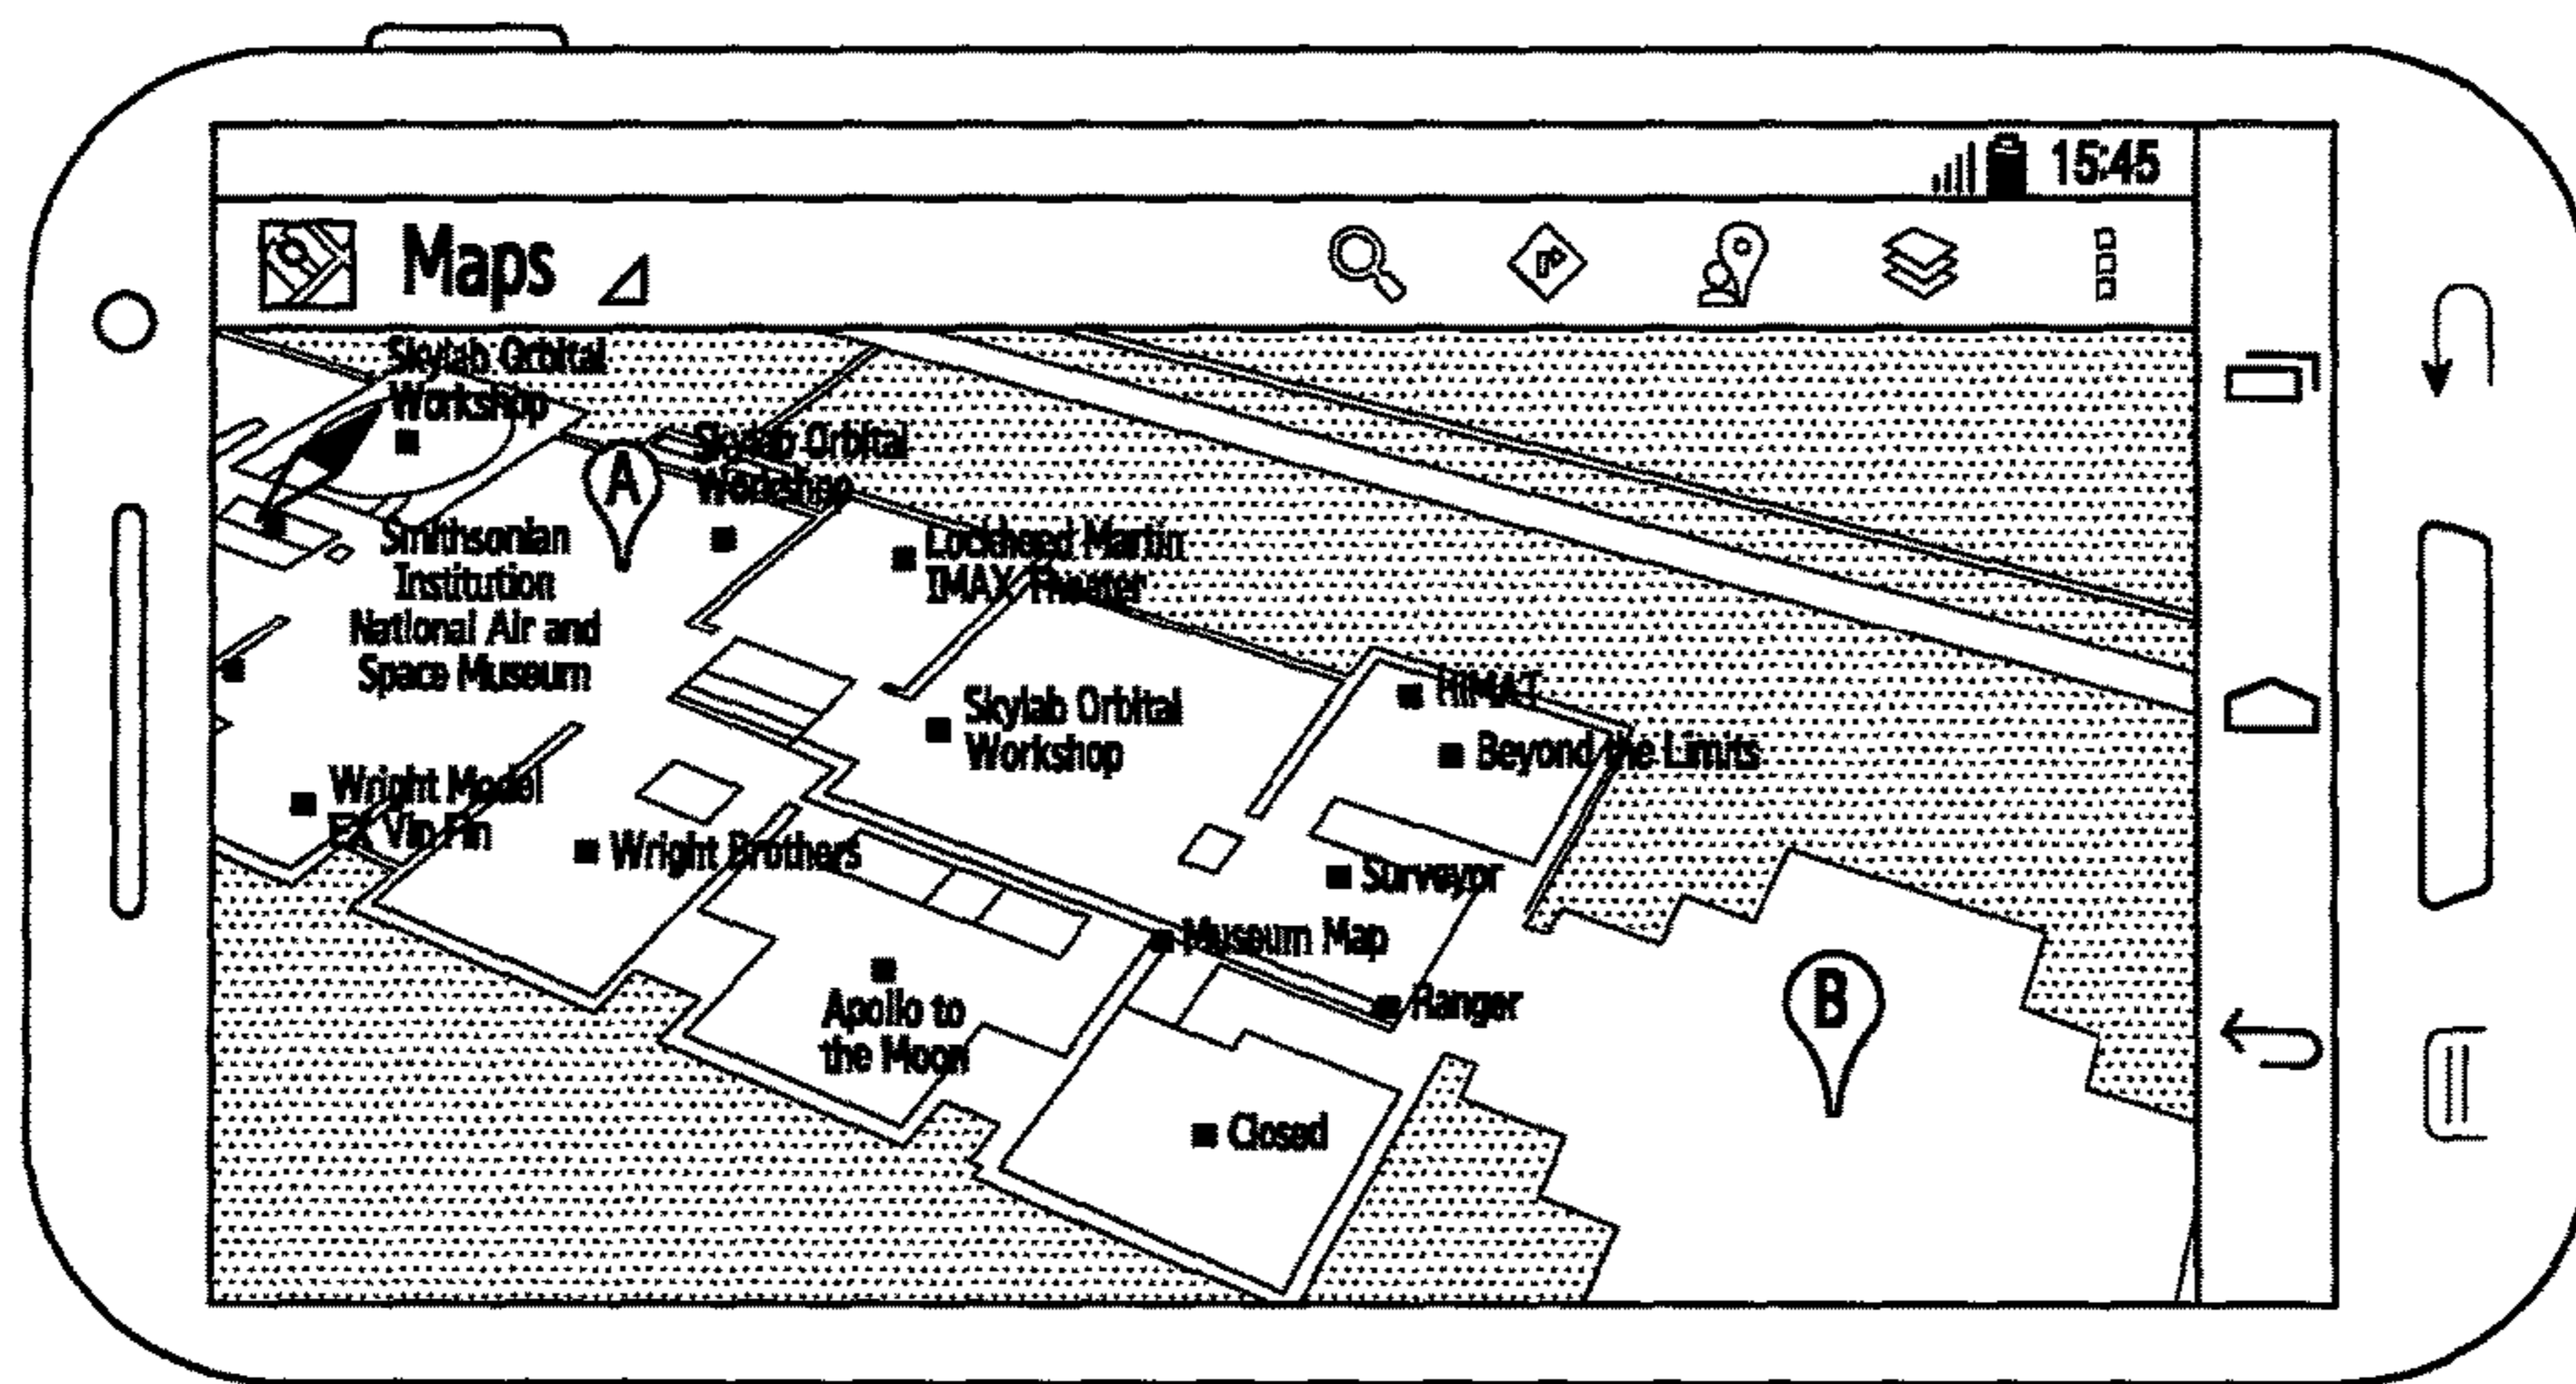 15:45
Maps
Skylab Orbital
Workshop
A
Skylab Orbital
Workshop
Smithsonian
Institution
National Air and
Space Museum
Lockheed Martin
IMAX Theater
Skylab Orbital
Workshop
HIMAT
Beyond the Limits
Wright Model
EX Vin Fin
Wright Brothers
Surveyor
Museum Map
Apollo to
the Moon
Ranger
B
Closed